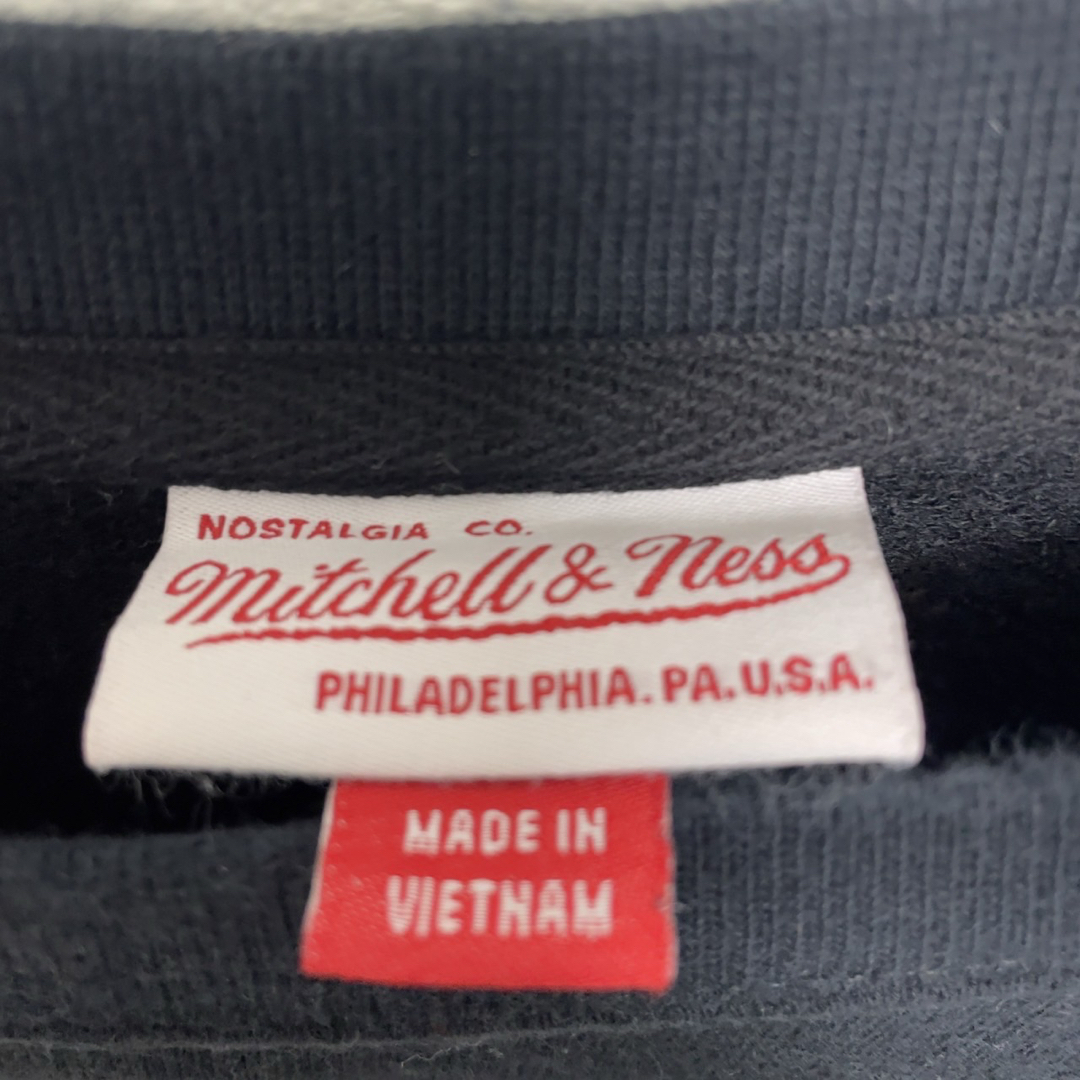 NOSTALGIA CO.
Mitchell & Ness
PHILADELPHIA. PA. U.S.A.
MADE IN
VIETNAM